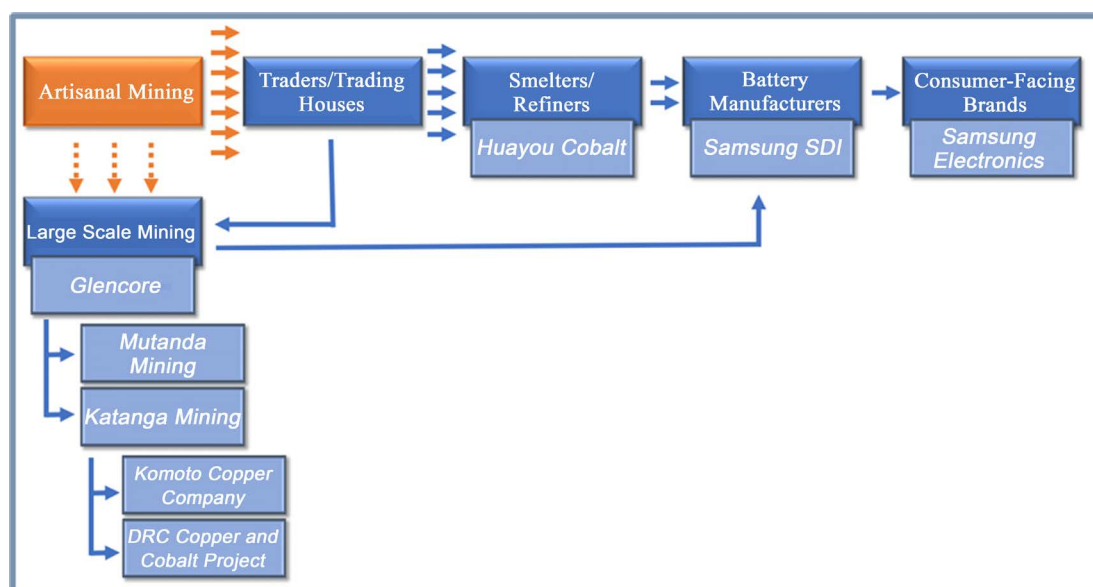 Artisanal Mining
Traders/Trading
Houses
Smelters/
Refiners
Huayou Cobalt
Battery
Manufacturers
Samsung SDI
Consumer-Facing
Brands
Samsung
Electronics
Large Scale Mining
Glencore
Mutanda
Mining
Katanga Mining
Komoto Copper
Company
DRC Copper and
Cobalt Project